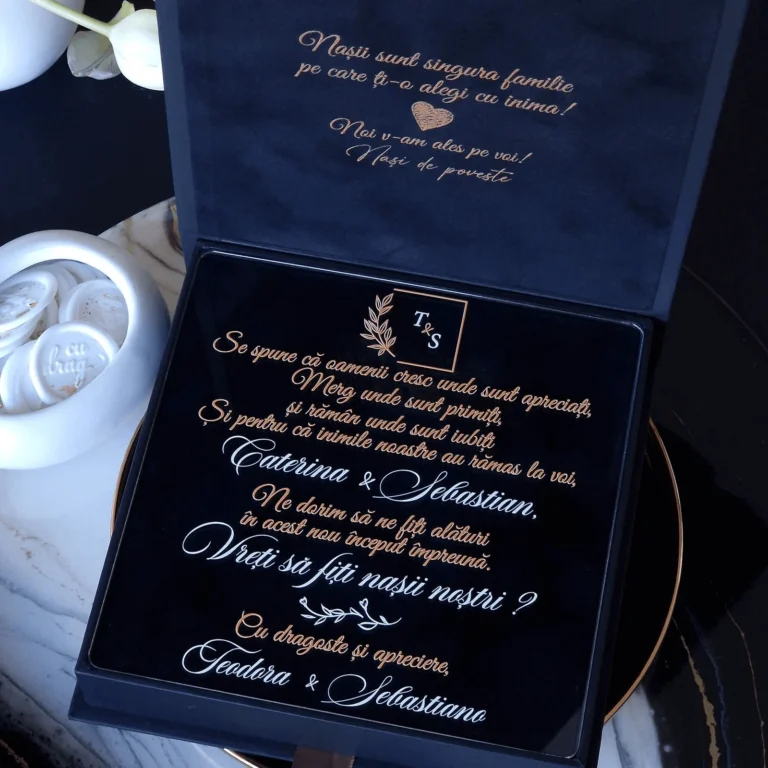 Nașii sunt singura familie
pe care ți-o alegi cu inima!
Noi v-am ales pe voi!
Nași de poveste
T&S
Se spune că oamenii cresc unde sunt apreciați,
Merg unde sunt primiți,
și rămân unde sunt iubiți
Și pentru că inimile noastre au rămas la voi,
Caterina & Sebastian,
Ne dorim să ne fiți alături
în acest nou început împreună.
Vreți să fiți nașii noștri ?
Cu dragoste și apreciere,
Teodora & Sebastiano
cu
drag